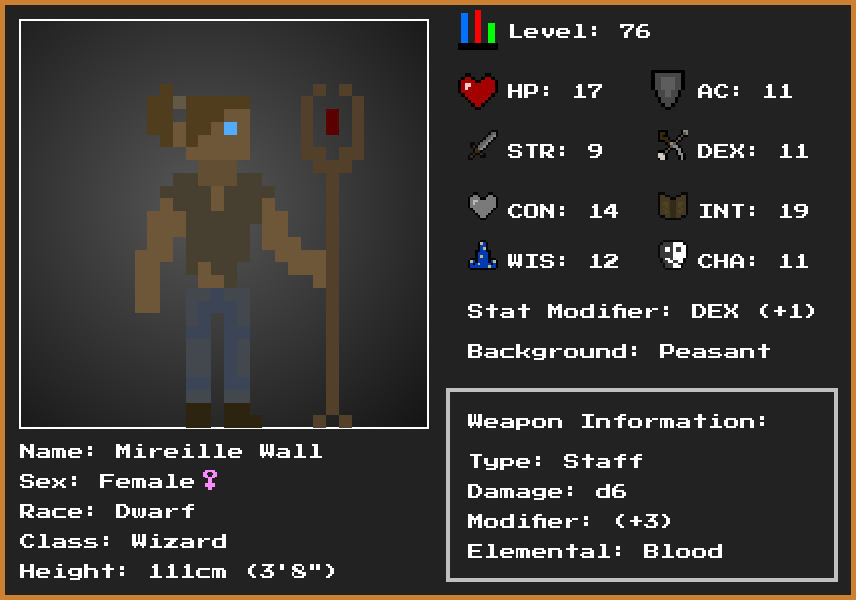 Level: 76
HP: 17
AC: 11
STR: 9
DEX: 11
CON: 14
INT: 19
WIS: 12
CHA: 11
Stat Modifier: DEX (+1)
Background: Peasant
Weapon Information:
Type: Staff
Damage: d6
Modifier: (+3)
Elemental: Blood
Name: Mireille Wall
Sex: Female♀
Race: Dwarf
Class: Wizard
Height: 111cm (3'8")